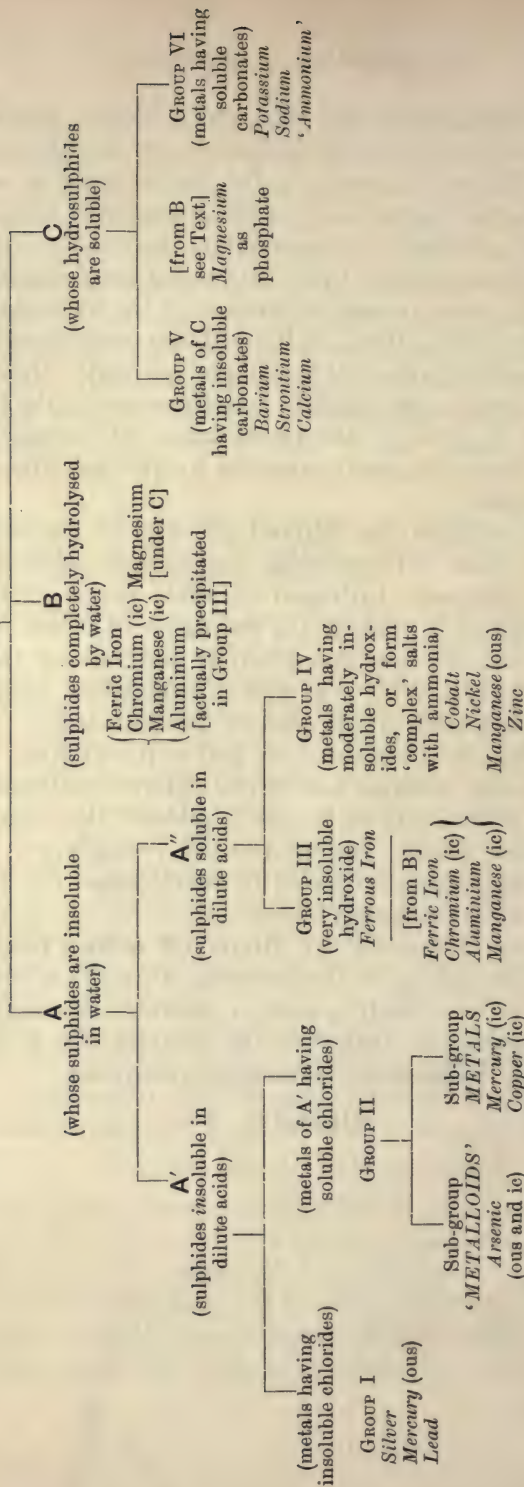 A
(whose sulphides are insoluble
in water)
A′
(sulphides insoluble in
dilute acids)
(metals having
insoluble chlorides)
GROUP I
Silver
Mercury (ous)
Lead
(metals of A′ having
soluble chlorides)
GROUP II
Sub-group
‘METALLOIDS’
Arsenic
(ous and ic)
Sub-group
METALS
Mercury (ic)
Copper (ic)
A″
(sulphides soluble in
dilute acids)
GROUP III
(very insoluble
hydroxide)
Ferrous Iron
[from B]
Ferric Iron
Chromium (ic)
Aluminium
Manganese (ic)
GROUP IV
(metals having
moderately in-
soluble hydrox-
ides, or form
‘complex’ salts
with ammonia)
Cobalt
Nickel
Manganese (ous)
Zinc
B
(sulphides completely hydrolysed
by water)
Ferric Iron
Chromium (ic) Magnesium
Manganese (ic) [under C]
Aluminium
[actually precipitated
in Group III]
C
(whose hydrosulphides
are soluble)
GROUP V
(metals of C
having insoluble
carbonates)
Barium
Strontium
Calcium
[from B
see Text]
Magnesium
as
phosphate
GROUP VI
(metals having
soluble
carbonates)
Potassium
Sodium
‘Ammonium’